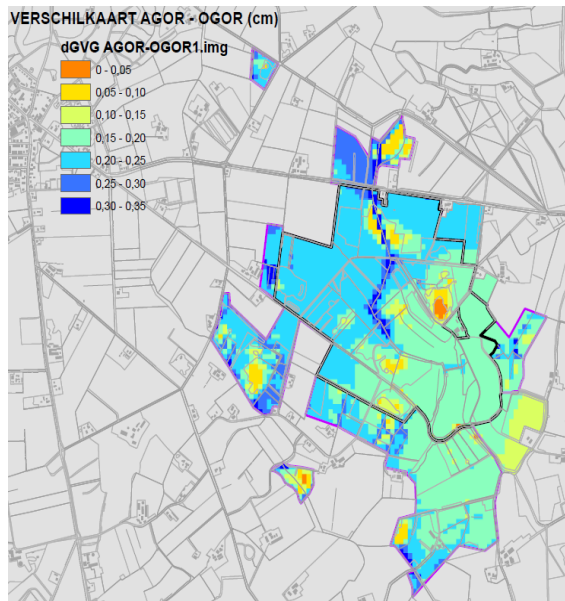 VERSCHILKAART AGOR - OGOR (cm)
dGVG AGOR-OGOR1.img
0 - 0,05
0,05 - 0,10
0,10 - 0,15
0,15 - 0,20
0,20 - 0,25
0,25 - 0,30
0,30 - 0,35